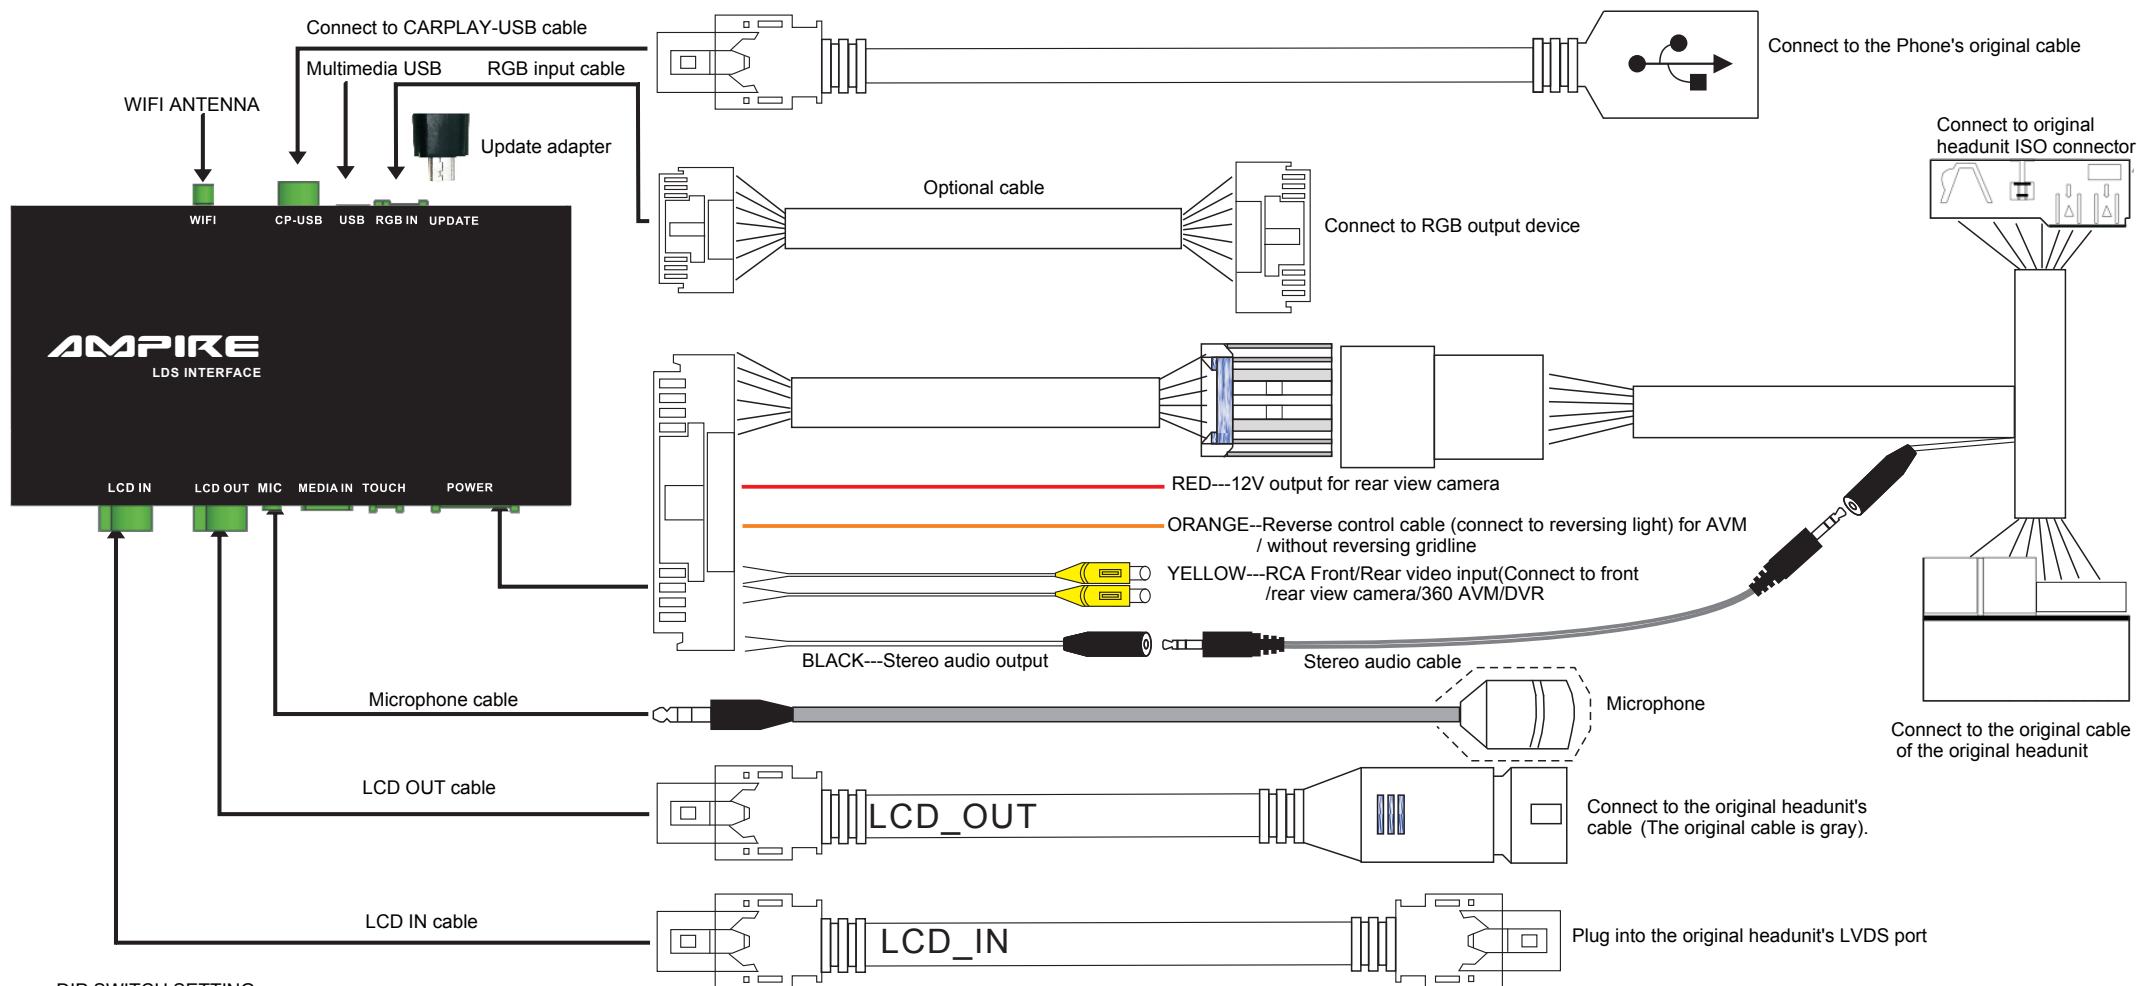 Connect to CARPLAY-USB cable
Connect to the Phone's original cable
Multimedia USB
RGB input cable
WIFI ANTENNA
Update adapter
Connect to original
headunit ISO connector
Optional cable
Connect to RGB output device
WIFI
CP-USB
USB
RGB IN
UPDATE
AMPIRE
LDS INTERFACE
LCD IN
LCD OUT
MIC
MEDIA IN
TOUCH
POWER
RED---12V output for rear view camera
ORANGE--Reverse control cable (connect to reversing light) for AVM
/ without reversing gridline
YELLOW---RCA Front/Rear video input(Connect to front
/rear view camera/360 AVM/DVR
BLACK---Stereo audio output
Stereo audio cable
Microphone cable
Microphone
Connect to the original cable
of the original headunit
LCD OUT cable
LCD_OUT
Connect to the original headunit's
cable (The original cable is gray).
LCD IN cable
LCD_IN
Plug into the original headunit's LVDS port
DIP SWITCH SETTING